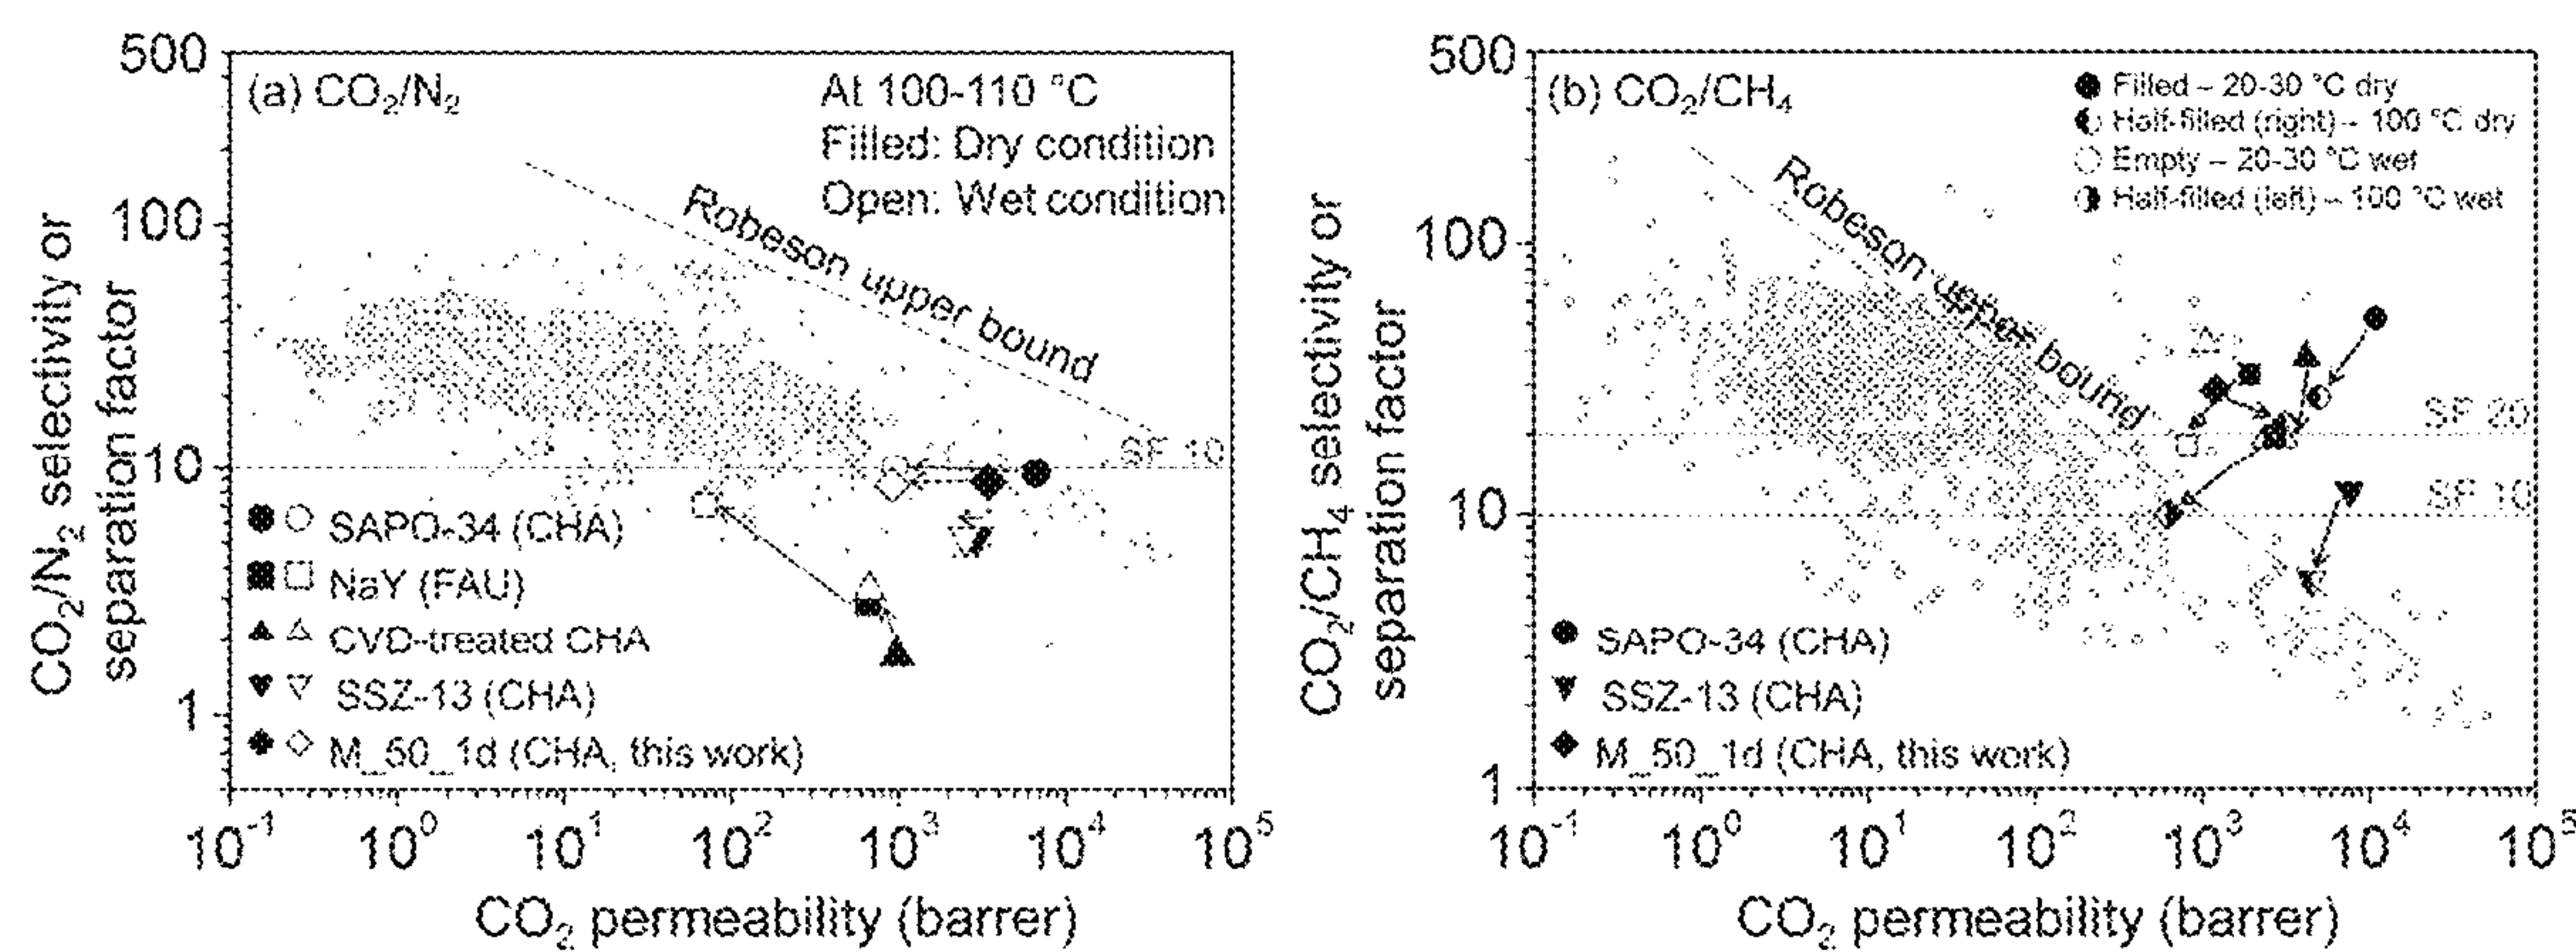 500
(a) CO₂/N₂
At 100-110 °C
Filled: Dry condition
Open: Wet condition
Robeson upper bound
100
10
1
SF 10
CO₂/N₂ selectivity or
separation factor
SAPO-34 (CHA)
NaY (FAU)
CVD-treated CHA
SSZ-13 (CHA)
M_50_1d (CHA, this work)
10⁻¹ 10⁰ 10¹ 10² 10³ 10⁴ 10⁵
CO₂ permeability (barrer)
500
(b) CO₂/CH₄
Filled – 20-30 °C dry
Half-filled (right) – 100 °C dry
Empty – 20-30 °C wet
Half-filled (left) – 100 °C wet
Robeson upper bound
100
10
1
SF 20
SF 10
CO₂/CH₄ selectivity or
separation factor
SAPO-34 (CHA)
SSZ-13 (CHA)
M_50_1d (CHA, this work)
10⁻¹ 10⁰ 10¹ 10² 10³ 10⁴ 10⁵
CO₂ permeability (barrer)